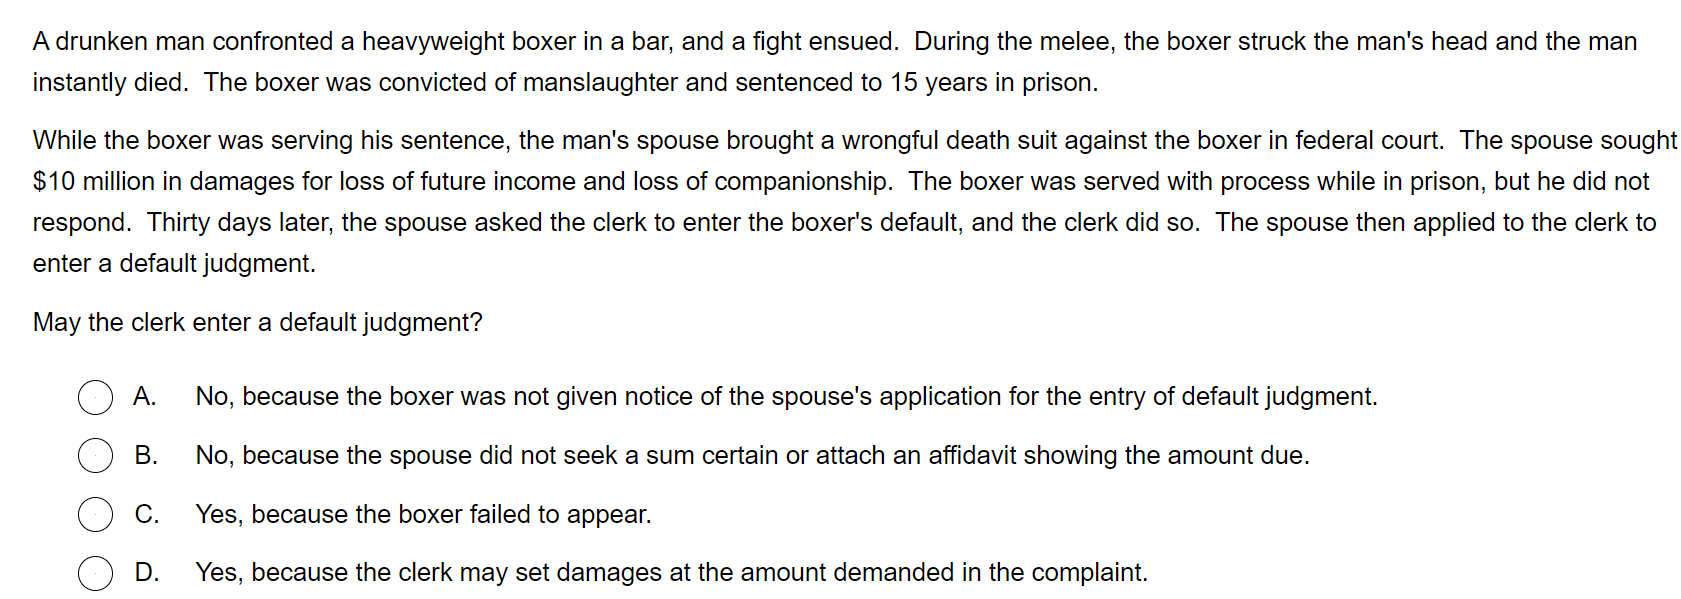 A drunken man confronted a heavyweight boxer in a bar, and a fight ensued.  During the melee, the boxer struck the man's head and the man
instantly died.  The boxer was convicted of manslaughter and sentenced to 15 years in prison.
While the boxer was serving his sentence, the man's spouse brought a wrongful death suit against the boxer in federal court.  The spouse sought
$10 million in damages for loss of future income and loss of companionship.  The boxer was served with process while in prison, but he did not
respond.  Thirty days later, the spouse asked the clerk to enter the boxer's default, and the clerk did so.  The spouse then applied to the clerk to
enter a default judgment.
May the clerk enter a default judgment?
A. No, because the boxer was not given notice of the spouse's application for the entry of default judgment.
B. No, because the spouse did not seek a sum certain or attach an affidavit showing the amount due.
C. Yes, because the boxer failed to appear.
D. Yes, because the clerk may set damages at the amount demanded in the complaint.